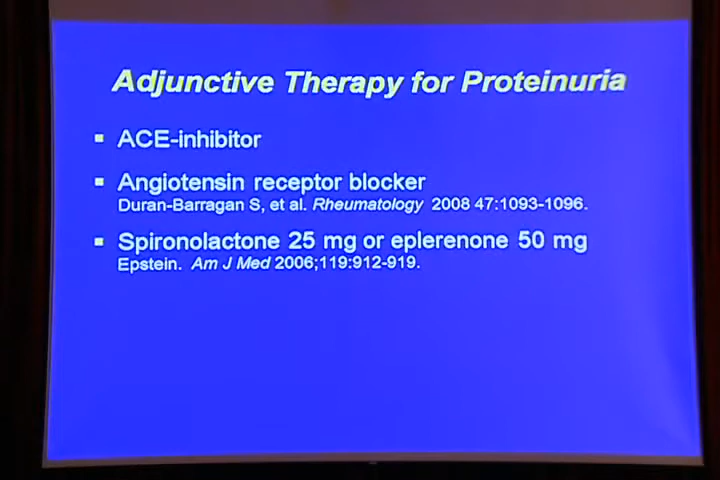 Adjunctive Therapy for Proteinuria
▪ ACE-inhibitor
▪ Angiotensin receptor blocker
Duran-Barragan S, et al. Rheumatology 2008 47:1093-1096.
▪ Spironolactone 25 mg or eplerenone 50 mg
Epstein. Am J Med 2006;119:912-919.